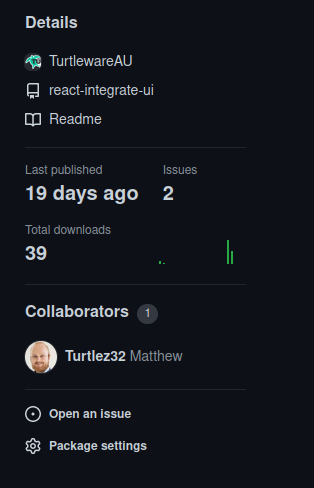 Details
TurtlewareAU
react-integrate-ui
Readme
Last published Issues
19 days ago 2
Total downloads
39
Collaborators 1
Turtlez32 Matthew
Open an issue
Package settings